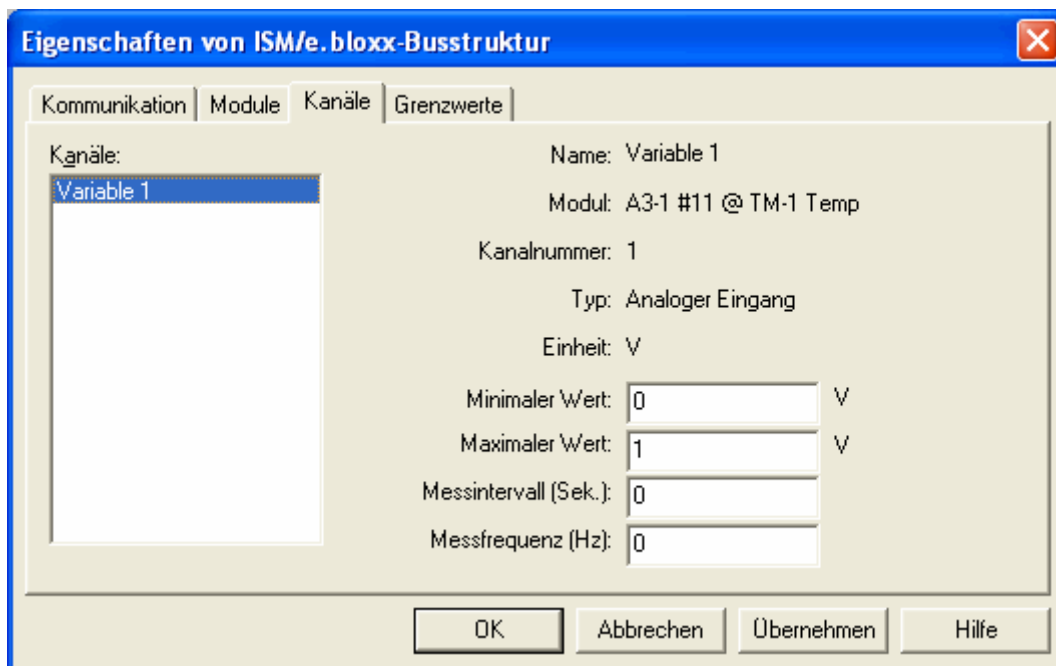 Eigenschaften von ISM/e.bloxx-Busstruktur
Kommunikation Module Kanäle Grenzwerte
Kanäle:
Variable 1
Name: Variable 1
Modul: A3-1 #11 @ TM-1 Temp
Kanalnummer: 1
Typ: Analoger Eingang
Einheit: V
Minimaler Wert: 0 V
Maximaler Wert: 1 V
Messintervall (Sek.): 0
Messfrequenz (Hz): 0
OK Abbrechen Übernehmen Hilfe